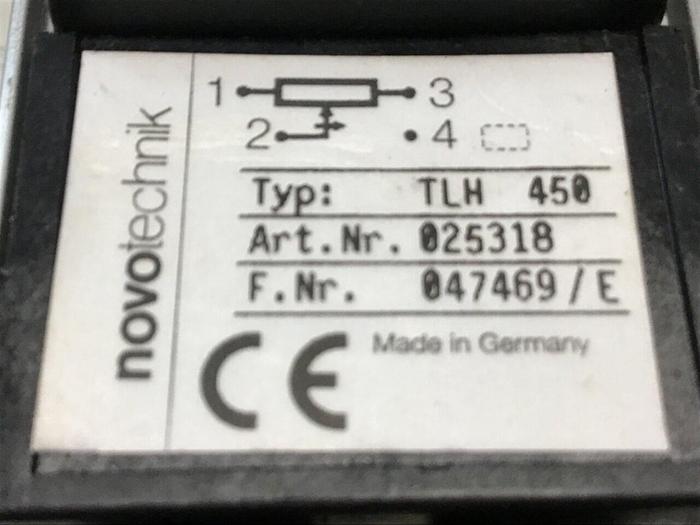 novotechnik
1 3
2 4
Typ: TLH 450
Art.Nr. 025318
F.Nr. 047469/E
CE Made in Germany